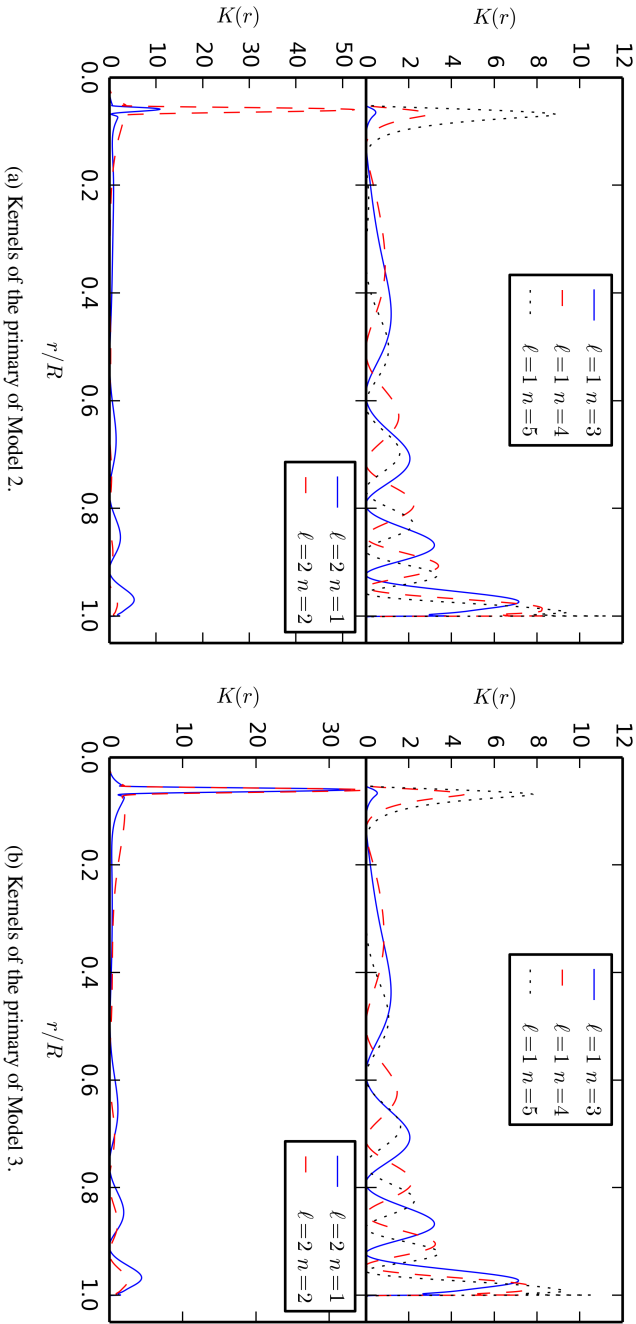 K(r)
12
10
8
6
4
2
0
ℓ=1 n=3
ℓ=1 n=4
ℓ=1 n=5
K(r)
50
40
30
20
10
0
ℓ=2 n=1
ℓ=2 n=2
0.0 0.2 0.4 0.6 0.8 1.0
r/R
(a) Kernels of the primary of Model 2.
K(r)
12
10
8
6
4
2
0
ℓ=1 n=3
ℓ=1 n=4
ℓ=1 n=5
K(r)
30
20
10
0
ℓ=2 n=1
ℓ=2 n=2
0.0 0.2 0.4 0.6 0.8 1.0
r/R
(b) Kernels of the primary of Model 3.